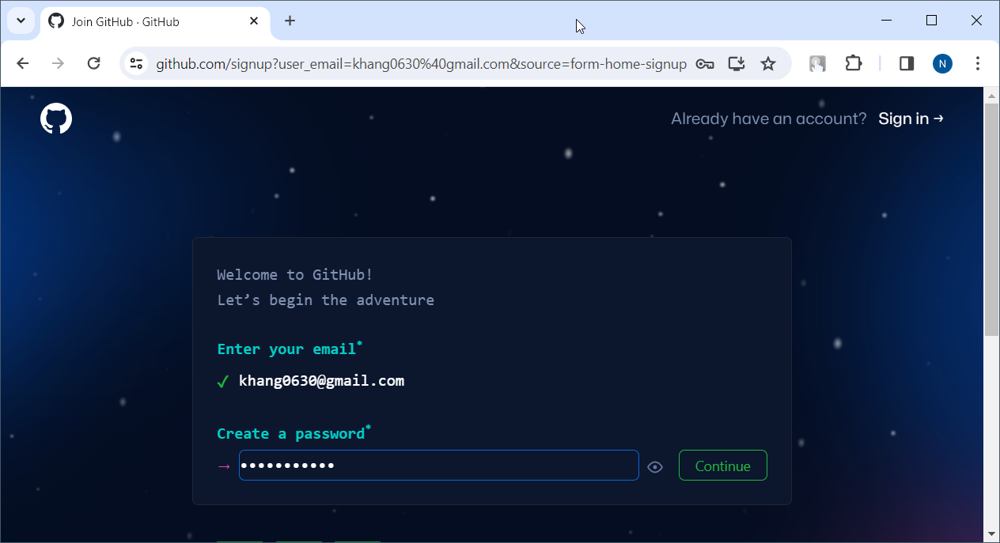 Join GitHub · GitHub
github.com/signup?user_email=khang0630%40gmail.com&source=form-home-signup
N
Already have an account? Sign in →
Welcome to GitHub!
Let’s begin the adventure
Enter your email*
✓ khang0630@gmail.com
Create a password*
→ •••••••••••
Continue